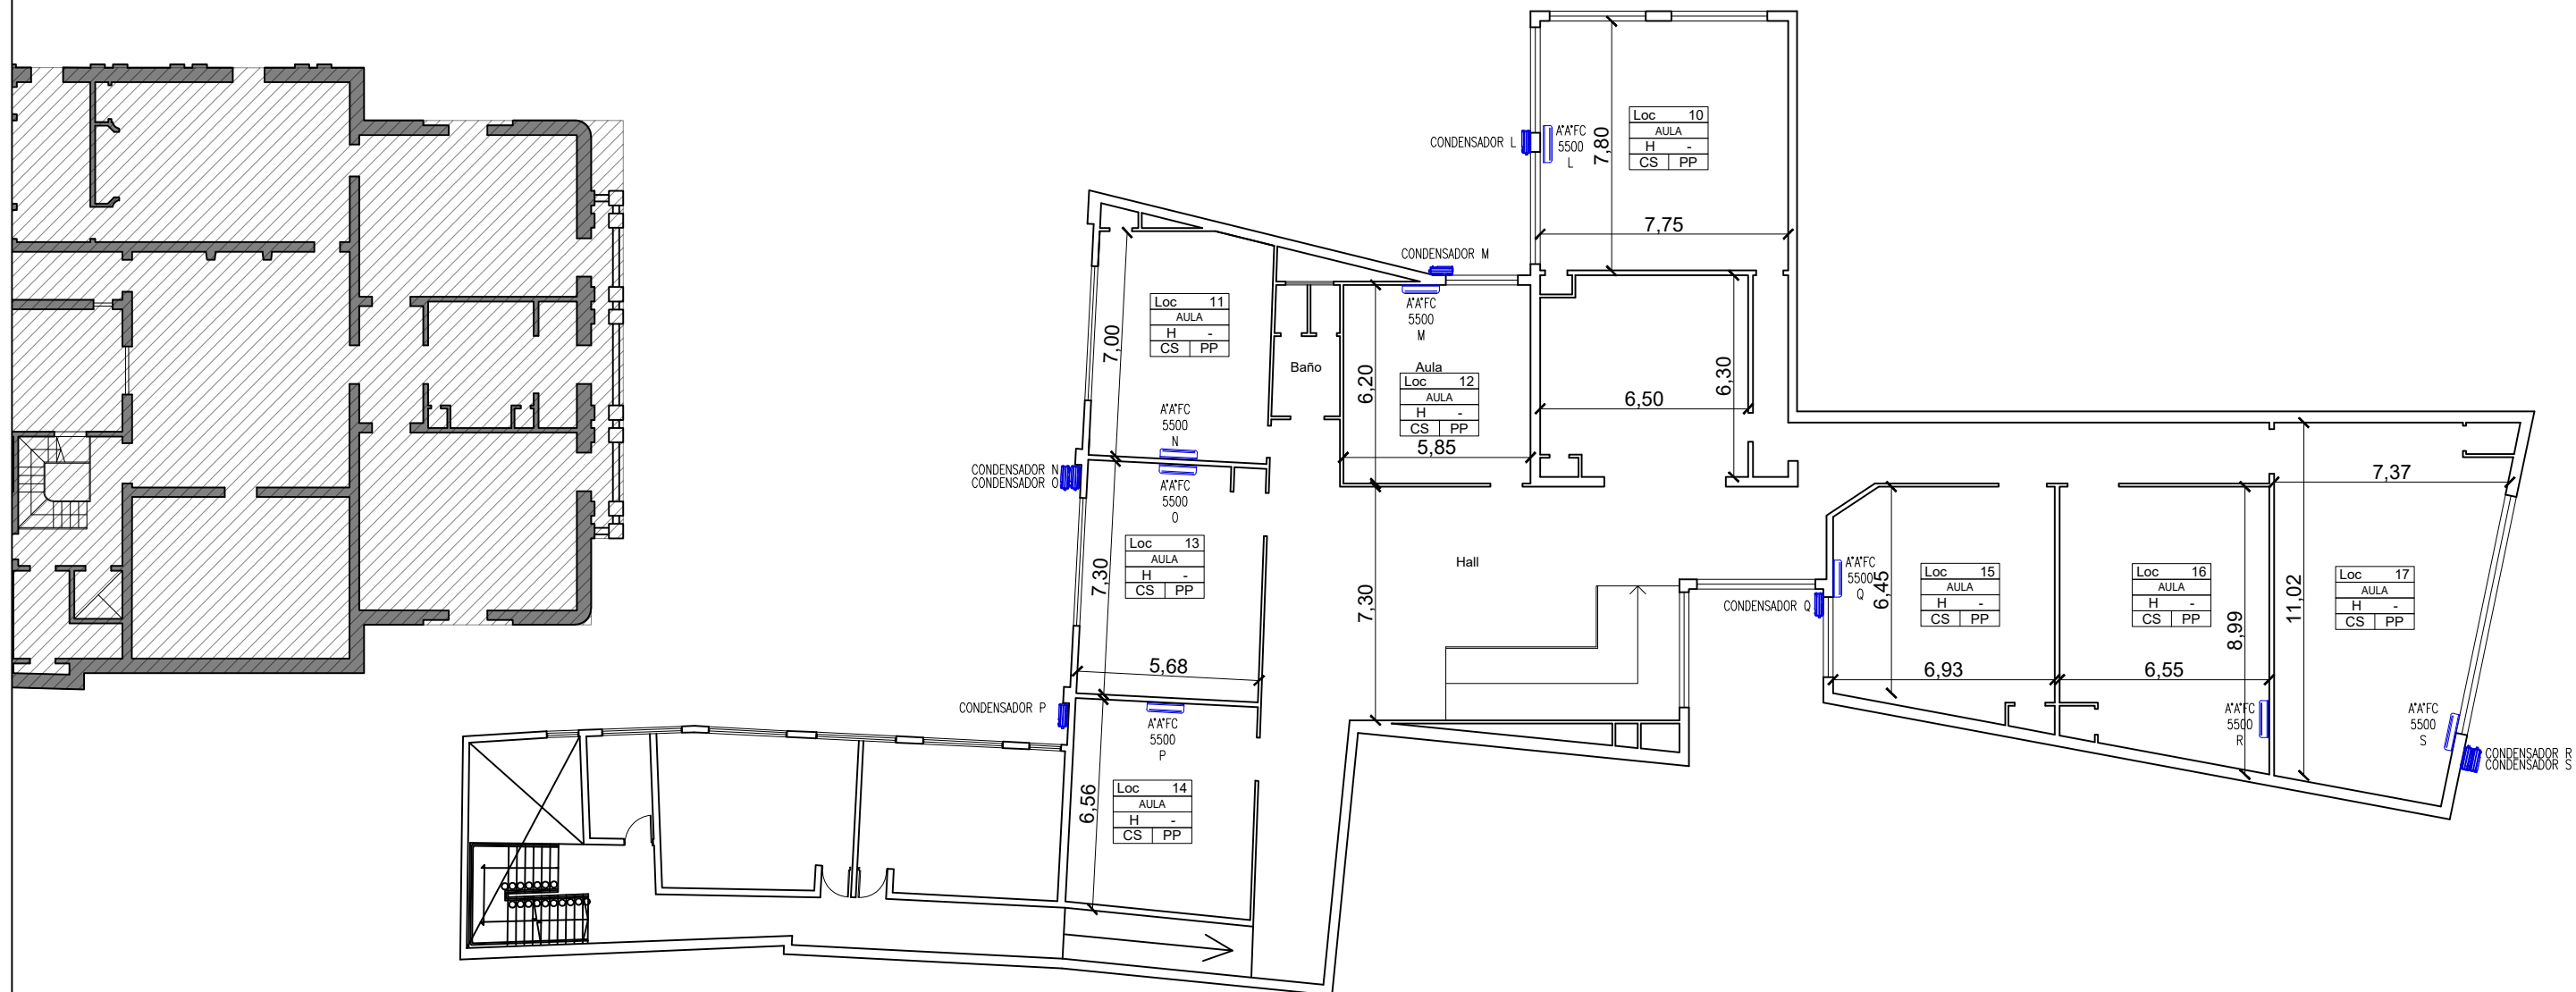 Loc 10
AULA
H -
CS PP
7,80
7,75
CONDENSADOR L
A°A°FC
5500
L
CONDENSADOR M
A°A°FC
5500
M
Loc 11
AULA
H -
CS PP
7,00
Baño
6,20
Aula
Loc 12
AULA
H -
CS PP
5,85
6,50
6,30
A°A°FC
5500
N
CONDENSADOR N
CONDENSADOR O
A°A°FC
5500
O
Loc 13
AULA
H -
CS PP
7,30
5,68
CONDENSADOR P
A°A°FC
5500
P
Loc 14
AULA
H -
CS PP
6,56
7,30
Hall
CONDENSADOR Q
A°A°FC
5500
Q
6,45
Loc 15
AULA
H -
CS PP
6,93
Loc 16
AULA
H -
CS PP
6,55
8,99
A°A°FC
5500
R
11,02
7,37
Loc 17
AULA
H -
CS PP
A°A°FC
5500
S
CONDENSADOR R
CONDENSADOR S